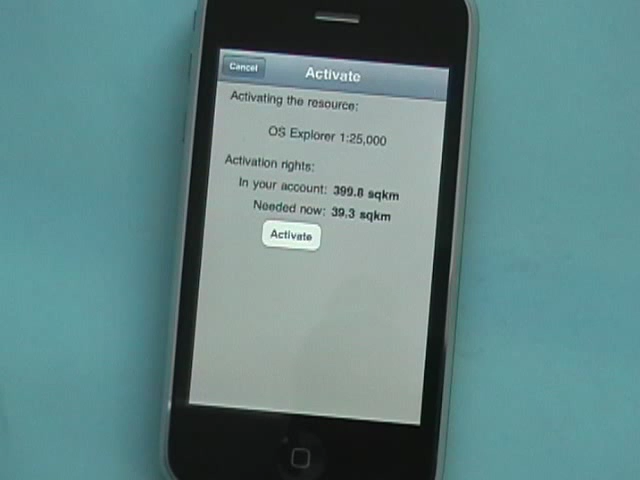 Cancel
Activate
Activating the resource:
OS Explorer 1:25,000
Activation rights:
In your account: 399.8 sqkm
Needed now: 39.3 sqkm
Activate